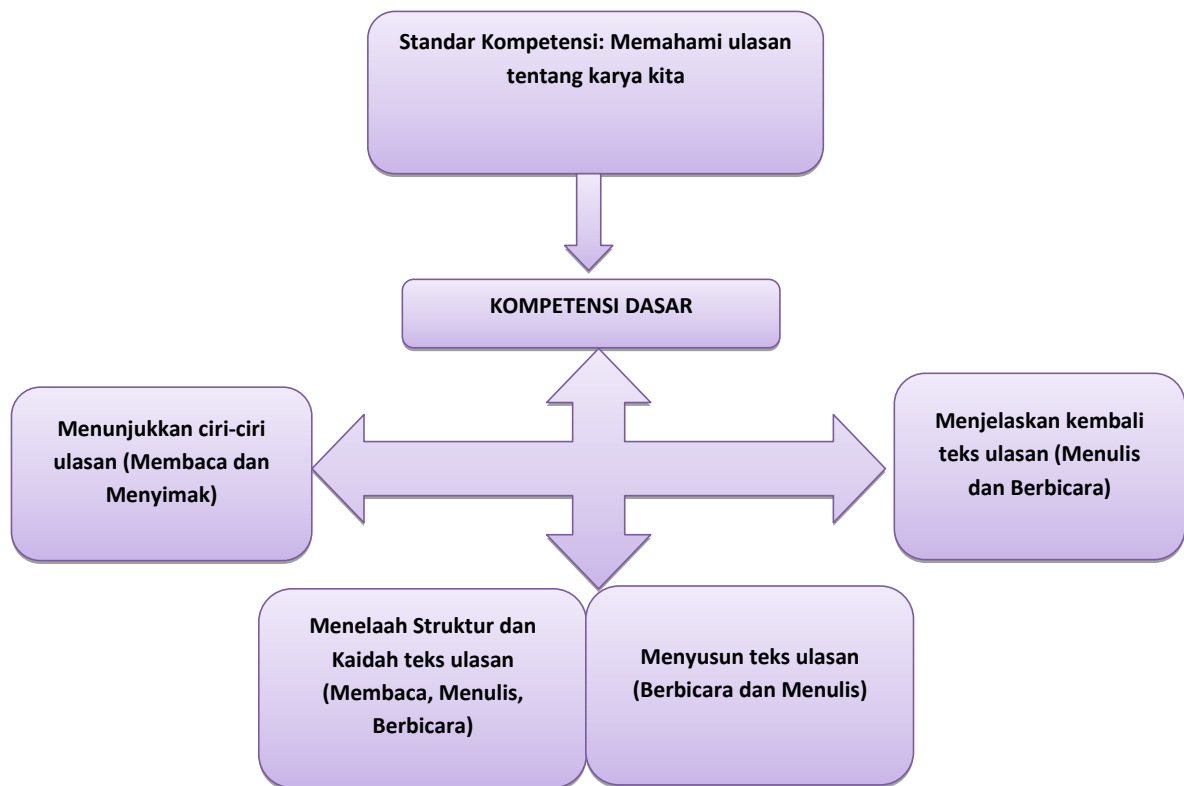 Standar Kompetensi: Memahami ulasan
tentang karya kita
KOMPETENSI DASAR
Menunjukkan ciri-ciri
ulasan (Membaca dan
Menyimak)
Menjelaskan kembali
teks ulasan (Menulis
dan Berbicara)
Menelaah Struktur dan
Kaidah teks ulasan
(Membaca, Menulis,
Berbicara)
Menyusun teks ulasan
(Berbicara dan Menulis)